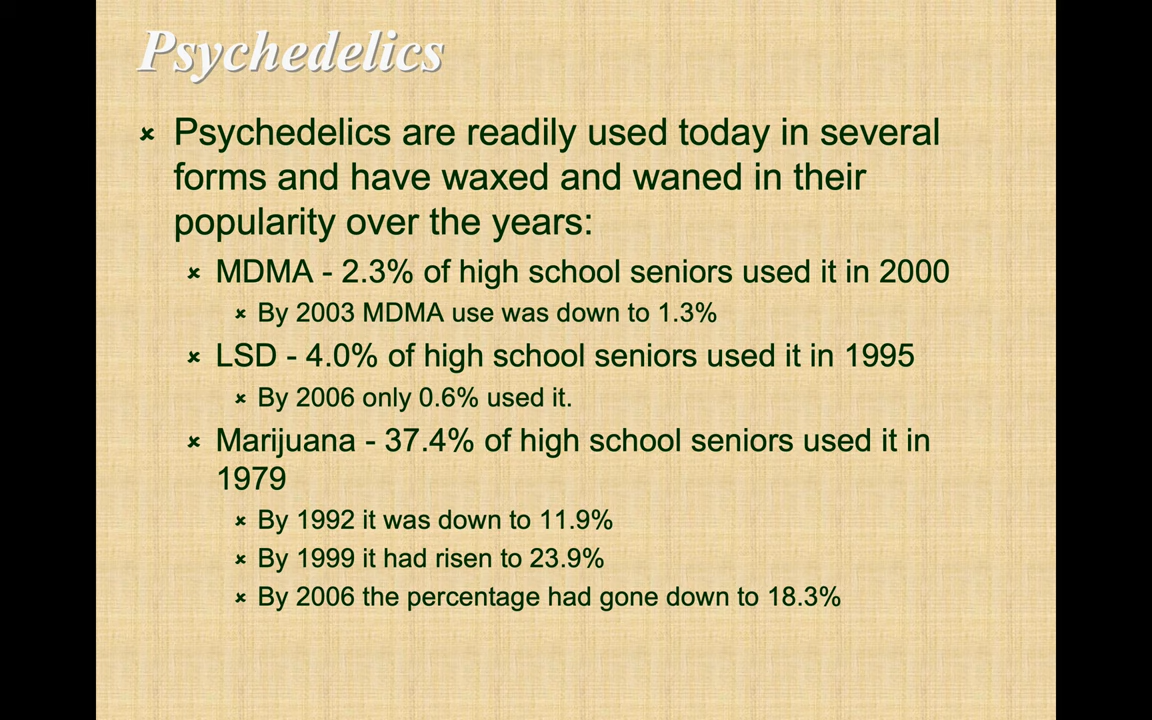 Psychedelics
Psychedelics are readily used today in several
forms and have waxed and waned in their
popularity over the years:
MDMA - 2.3% of high school seniors used it in 2000
By 2003 MDMA use was down to 1.3%
LSD - 4.0% of high school seniors used it in 1995
By 2006 only 0.6% used it.
Marijuana - 37.4% of high school seniors used it in
1979
By 1992 it was down to 11.9%
By 1999 it had risen to 23.9%
By 2006 the percentage had gone down to 18.3%